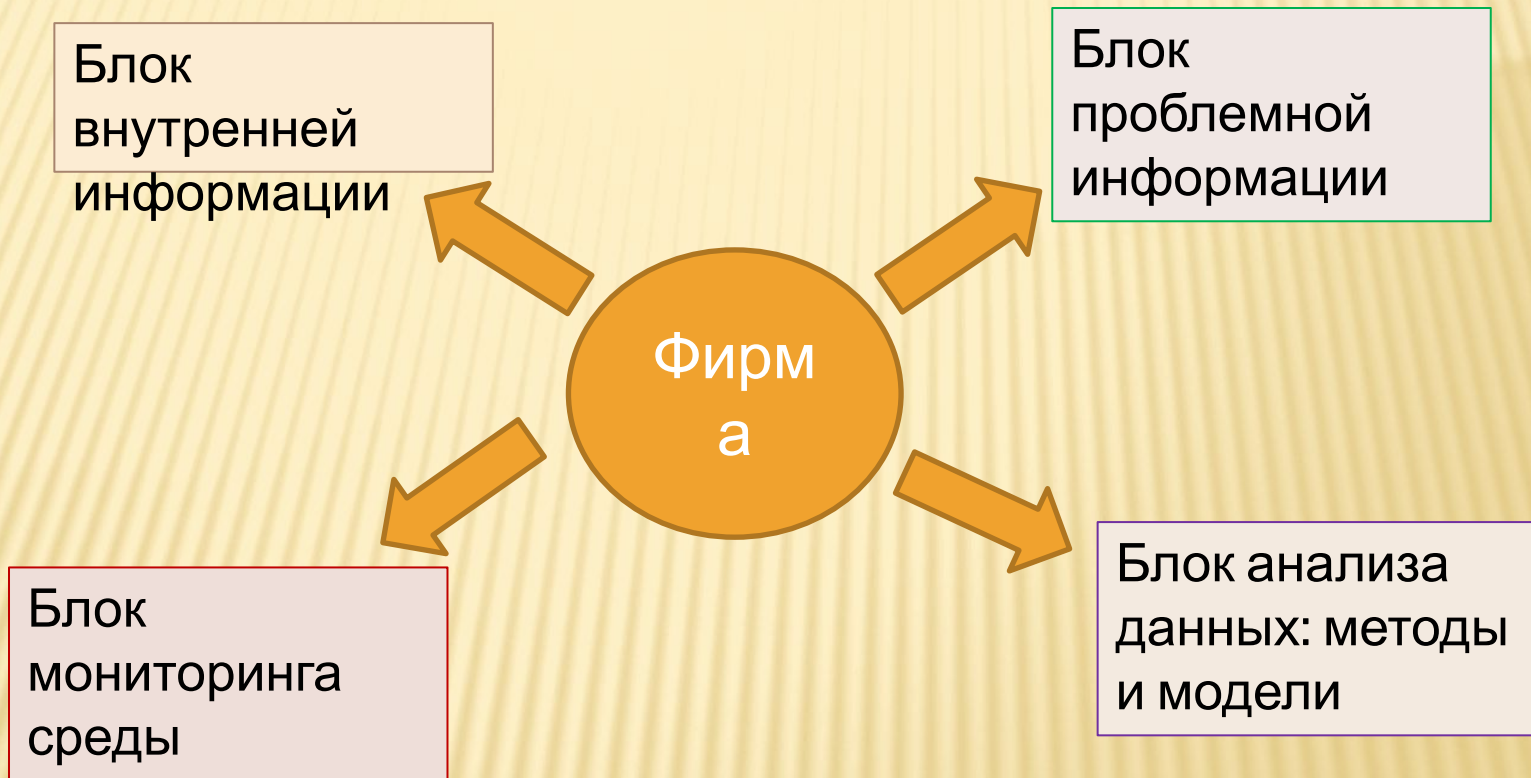 Блок
внутренней
информации
Блок
проблемной
информации
Фирм
а
Блок
мониторинга
среды
Блок анализа
данных: методы
и модели